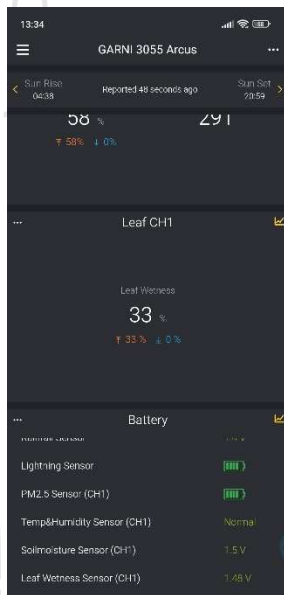 13:34
GARNI 3055 Arcus
Sun Rise
04:38
Reported 48 seconds ago
Sun Set
20:59
58 %
291
58% 0%
Leaf CH1
Leaf Wetness
33 %
33 % 0 %
Battery
Lightning Sensor
PM2.5 Sensor (CH1)
Temp&Humidity Sensor (CH1) Normal
Soilmoisture Sensor (CH1) 1.5 V
Leaf Wetness Sensor (CH1) 1.48 V